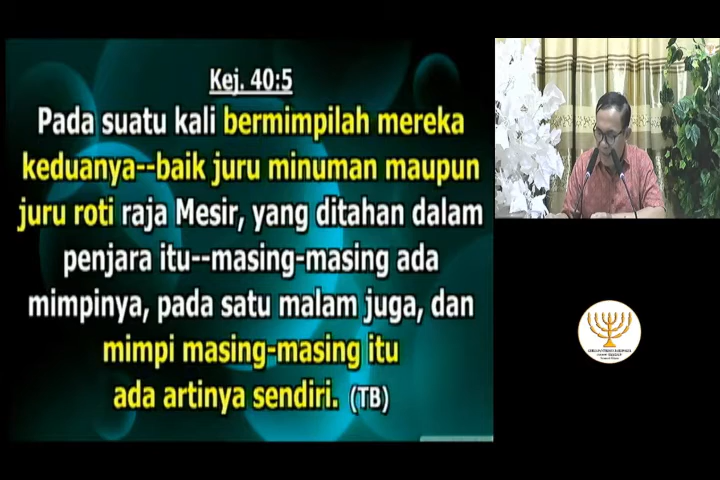 Kej. 40:5
Pada suatu kali bermimpilah mereka
keduanya--baik juru minuman maupun
juru roti raja Mesir, yang ditahan dalam
penjara itu--masing-masing ada
mimpinya, pada satu malam juga, dan
mimpi masing-masing itu
ada artinya sendiri. (TB)